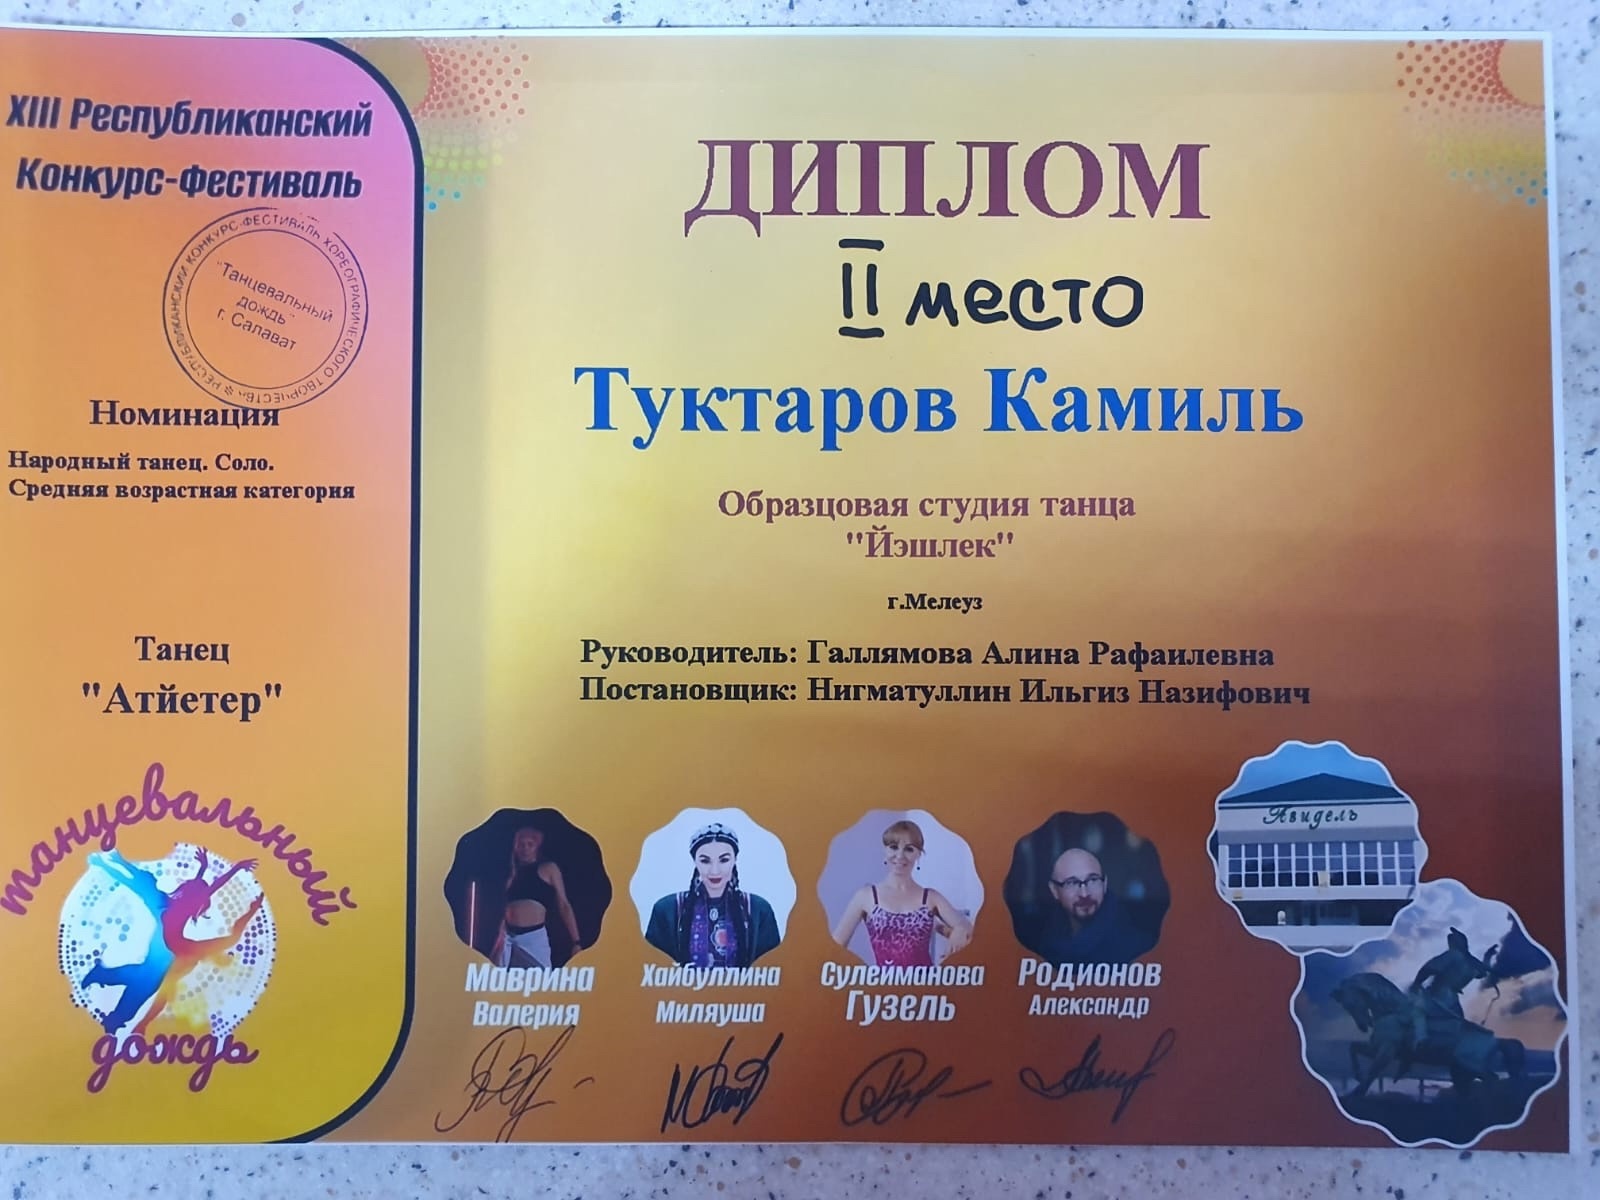 XIII Республиканский
Конкурс-фестиваль
РЕСПУБЛИКАНСКИЙ КОНКУРС-ФЕСТИВАЛЬ ХОРЕОГРАФИЧЕСКОГО ТВОРЧЕСТВА
"Танцевальный
дождь"
г. Салават
Номинация
Народный танец. Соло.
Средняя возрастная категория
Танец
"Атйетер"
танцевальный
дождь
ДИПЛОМ
II место
Туктаров Камиль
Образцовая студия танца
"Йэшлек"
г.Мелеуз
Руководитель: Галлямова Алина Рафаилевна
Постановщик: Нигматуллин Ильгиз Назифович
Маврина
Валерия
Хайбуллина
Миляуша
Сулейманова
Гузель
Родионов
Александр
Агидель